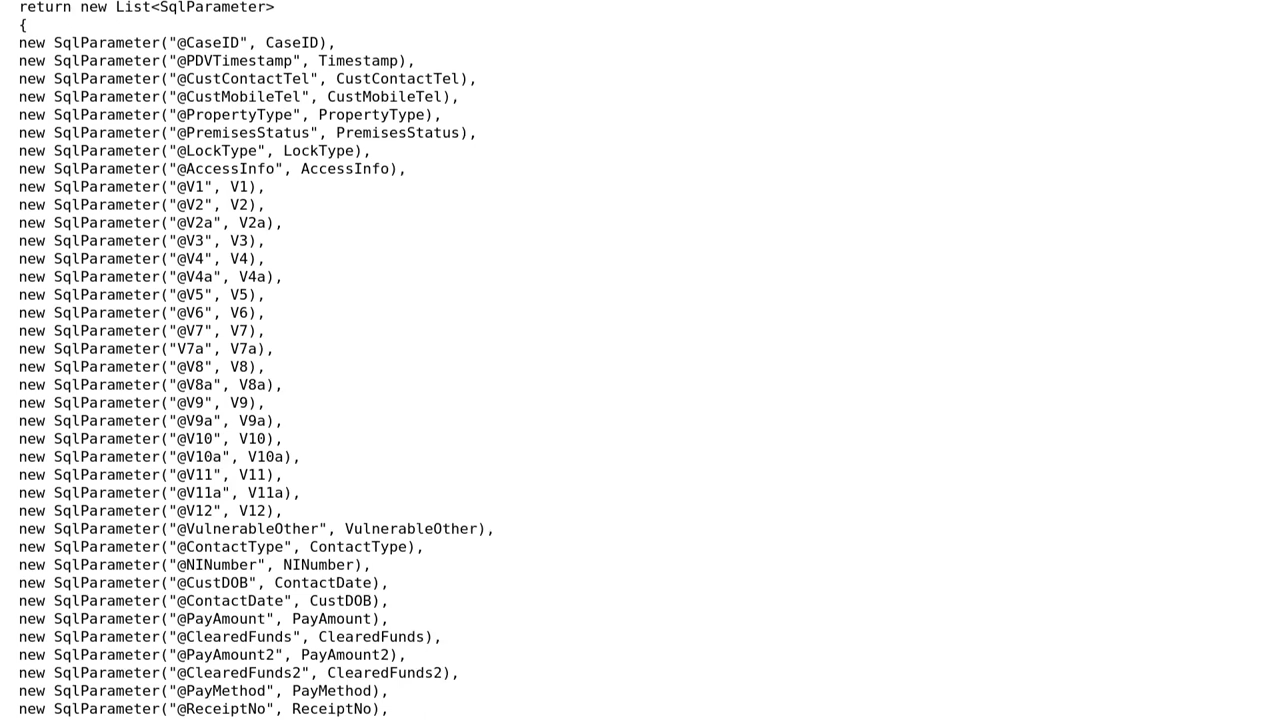 return new List<SqlParameter>
{
new SqlParameter("@CaseID", CaseID),
new SqlParameter("@PDVTimestamp", Timestamp),
new SqlParameter("@CustContactTel", CustContactTel),
new SqlParameter("@CustMobileTel", CustMobileTel),
new SqlParameter("@PropertyType", PropertyType),
new SqlParameter("@PremisesStatus", PremisesStatus),
new SqlParameter("@LockType", LockType),
new SqlParameter("@AccessInfo", AccessInfo),
new SqlParameter("@V1", V1),
new SqlParameter("@V2", V2),
new SqlParameter("@V2a", V2a),
new SqlParameter("@V3", V3),
new SqlParameter("@V4", V4),
new SqlParameter("@V4a", V4a),
new SqlParameter("@V5", V5),
new SqlParameter("@V6", V6),
new SqlParameter("@V7", V7),
new SqlParameter("V7a", V7a),
new SqlParameter("@V8", V8),
new SqlParameter("@V8a", V8a),
new SqlParameter("@V9", V9),
new SqlParameter("@V9a", V9a),
new SqlParameter("@V10", V10),
new SqlParameter("@V10a", V10a),
new SqlParameter("@V11", V11),
new SqlParameter("@V11a", V11a),
new SqlParameter("@V12", V12),
new SqlParameter("@VulnerableOther", VulnerableOther),
new SqlParameter("@ContactType", ContactType),
new SqlParameter("@NINumber", NINumber),
new SqlParameter("@CustDOB", ContactDate),
new SqlParameter("@ContactDate", CustDOB),
new SqlParameter("@PayAmount", PayAmount),
new SqlParameter("@ClearedFunds", ClearedFunds),
new SqlParameter("@PayAmount2", PayAmount2),
new SqlParameter("@ClearedFunds2", ClearedFunds2),
new SqlParameter("@PayMethod", PayMethod),
new SqlParameter("@ReceiptNo", ReceiptNo),